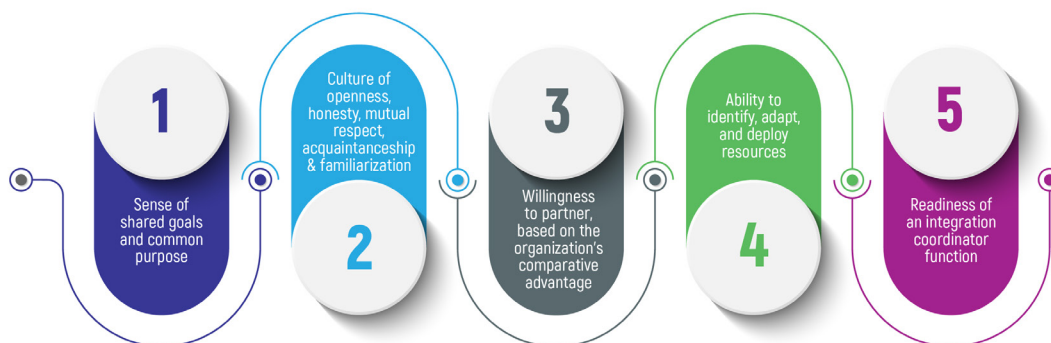 1
Sense of
shared goals
and common
purpose
Culture of
openness,
honesty, mutual
respect,
acquaintanceship
& familiarization
2
3
Willingness
to partner,
based on the
organization's
comparative
advantage
Ability to
identify, adapt,
and deploy
resources
4
5
Readiness of
an integration
coordinator
function